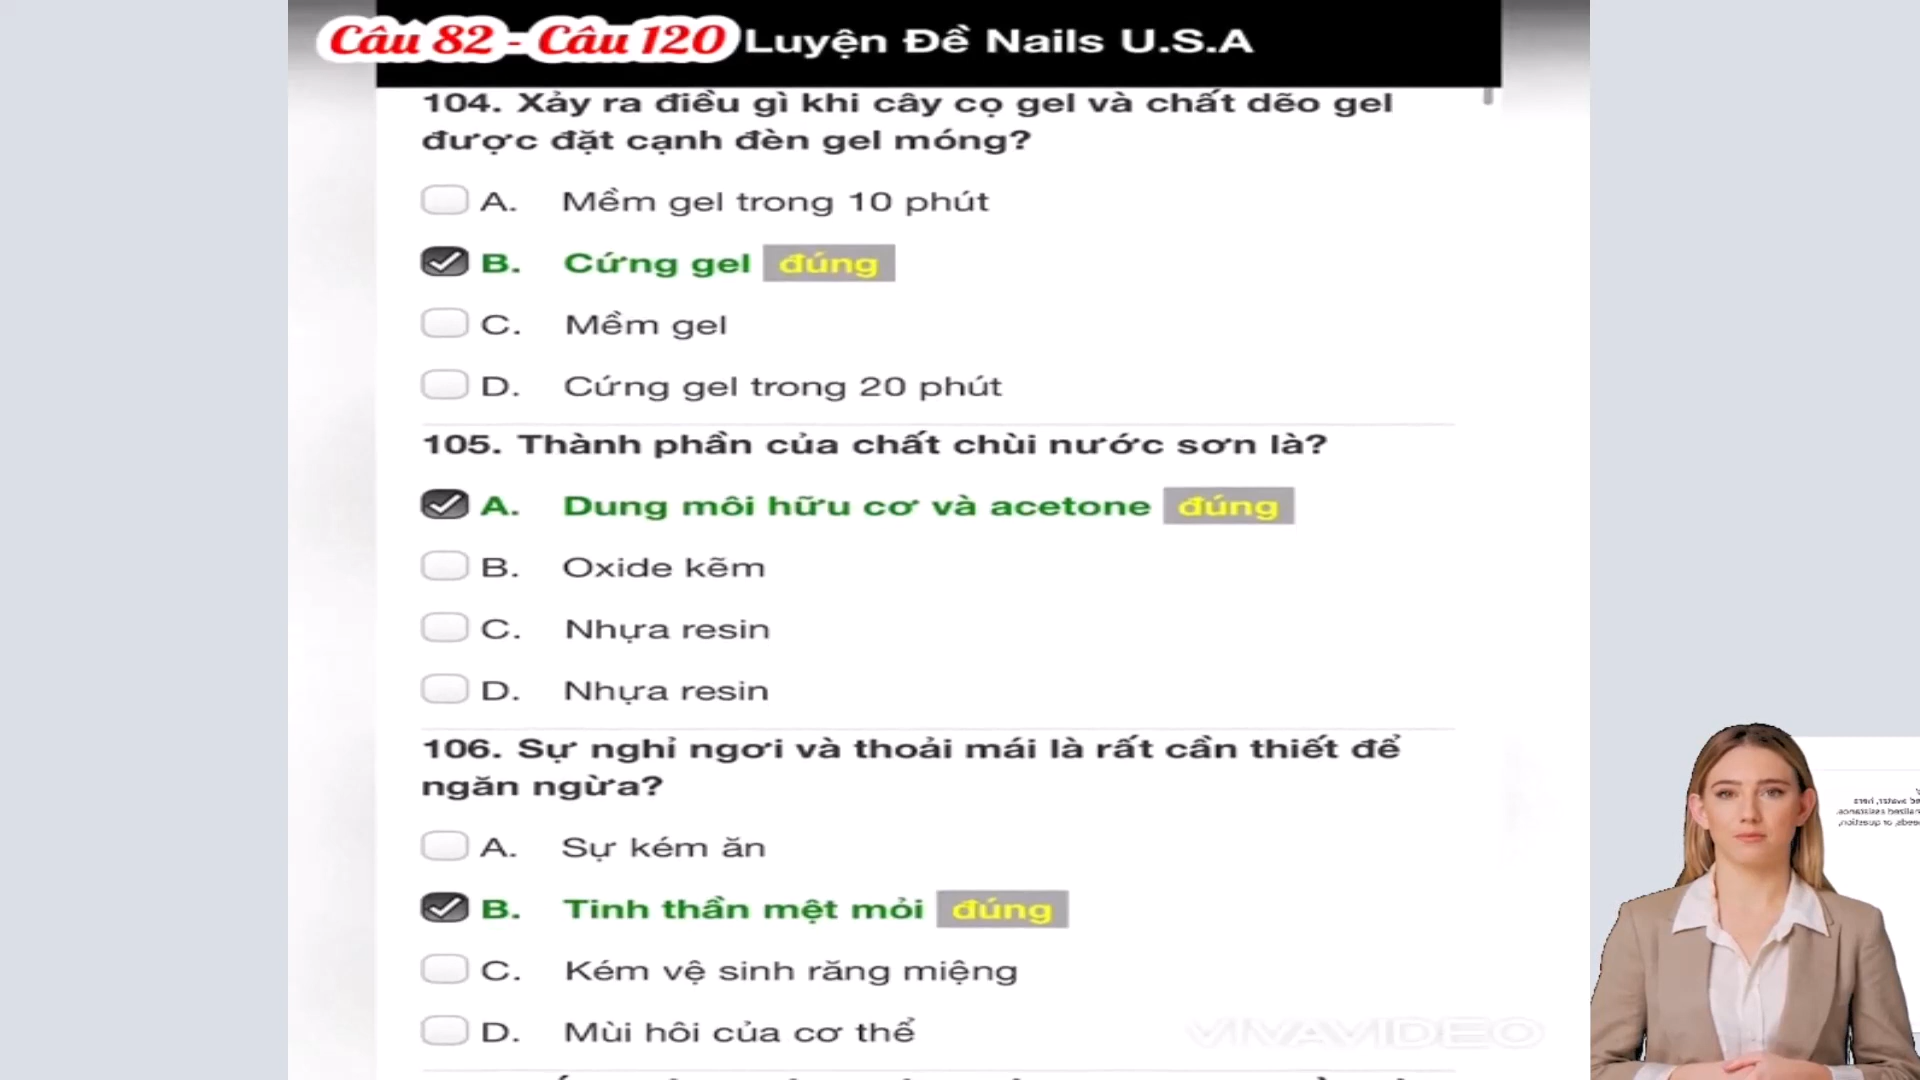 Câu 82 - Câu 120 Luyện Đề Nails U.S.A
104. Xảy ra điều gì khi cây cọ gel và chất dẽo gel
được đặt cạnh đèn gel móng?
A. Mềm gel trong 10 phút
B. Cứng gel đúng
C. Mềm gel
D. Cứng gel trong 20 phút
105. Thành phần của chất chùi nước sơn là?
A. Dung môi hữu cơ và acetone đúng
B. Oxide kẽm
C. Nhựa resin
D. Nhựa resin
106. Sự nghỉ ngơi và thoải mái là rất cần thiết để
ngăn ngừa?
A. Sự kém ăn
B. Tinh thần mệt mỏi đúng
C. Kém vệ sinh răng miệng
D. Mùi hôi của cơ thể
VIVAVIDEO